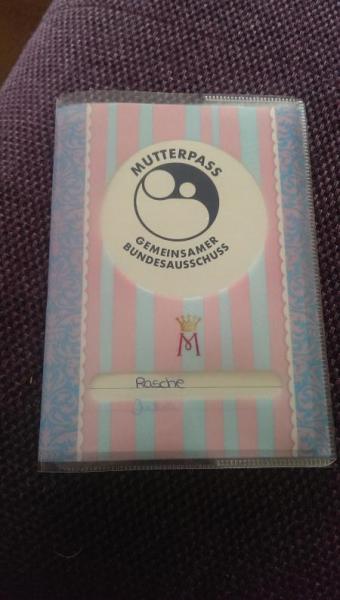 MUTTERPASS
GEMEINSAMER
BUNDESAUSSCHUSS
M
Rasche